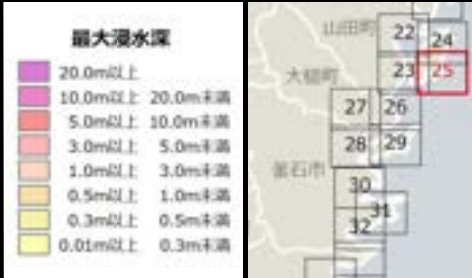 最大浸水深
20.0m以上
10.0m以上 20.0m未満
5.0m以上 10.0m未満
3.0m以上 5.0m未満
1.0m以上 3.0m未満
0.5m以上 1.0m未満
0.3m以上 0.5m未満
0.01m以上 0.3m未満
山田町
22
24
大槌町
23
25
27
26
28
29
釜石市
30
31
32